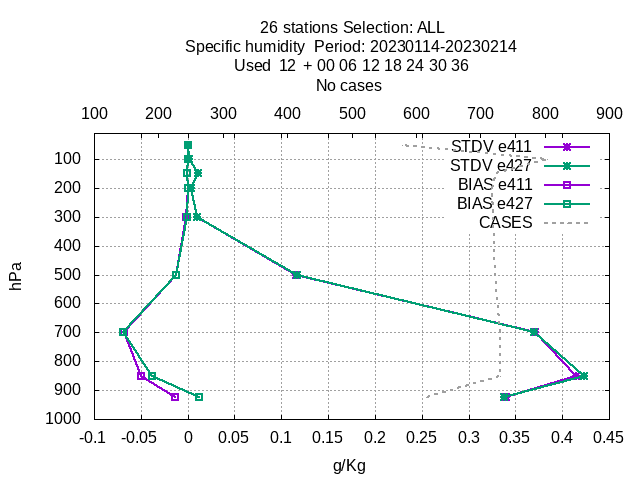 26 stations Selection: ALL
Specific humidity  Period: 20230114-20230214
Used  12  + 00 06 12 18 24 30 36
No cases
100 200 300 400 500 600 700 800 900
STDV e411
100
STDV e427
BIAS e411
200
BIAS e427
300
CASES
400
hPa
500
600
700
800
900
1000
-0.1 -0.05 0 0.05 0.1 0.15 0.2 0.25 0.3 0.35 0.4 0.45
g/Kg